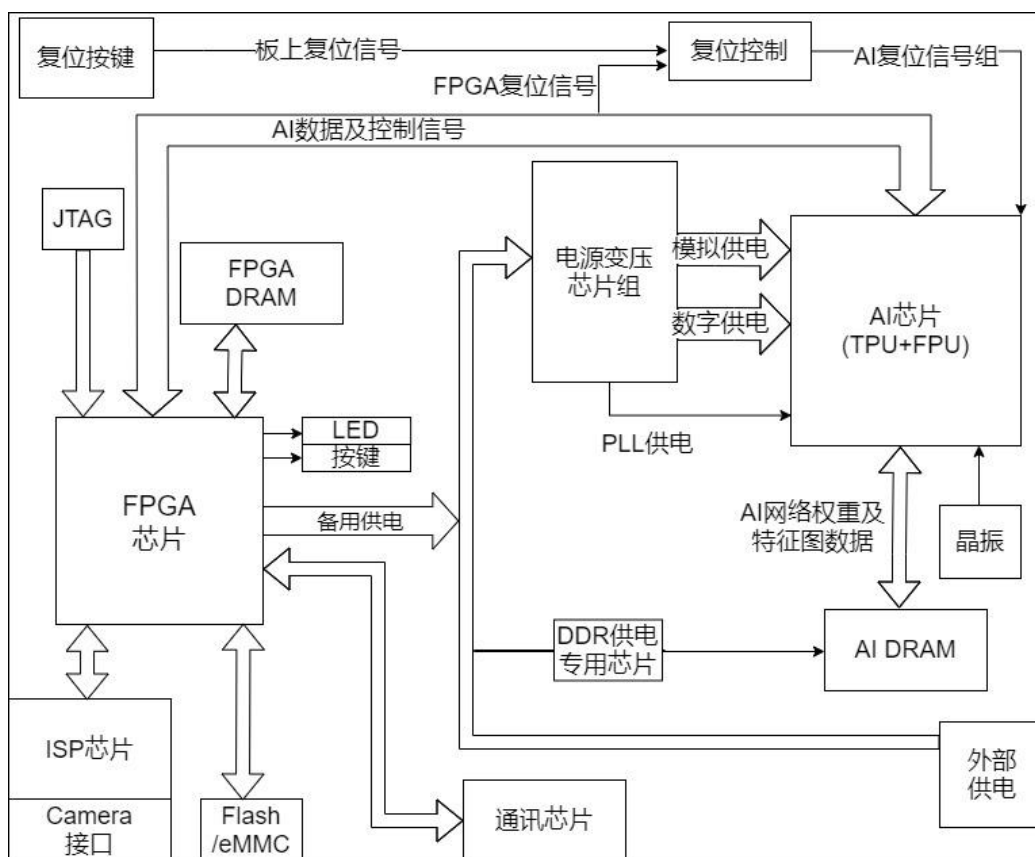 复位按键
板上复位信号
复位控制
AI复位信号组
FPGA复位信号
AI数据及控制信号
JTAG
FPGA
DRAM
电源变压
芯片组
模拟供电
数字供电
AI芯片
(TPU+FPU)
PLL供电
LED
按键
FPGA
芯片
备用供电
AI网络权重及
特征图数据
晶振
DDR供电
专用芯片
AI DRAM
ISP芯片
Camera
接口
Flash
/eMMC
通讯芯片
外部
供电